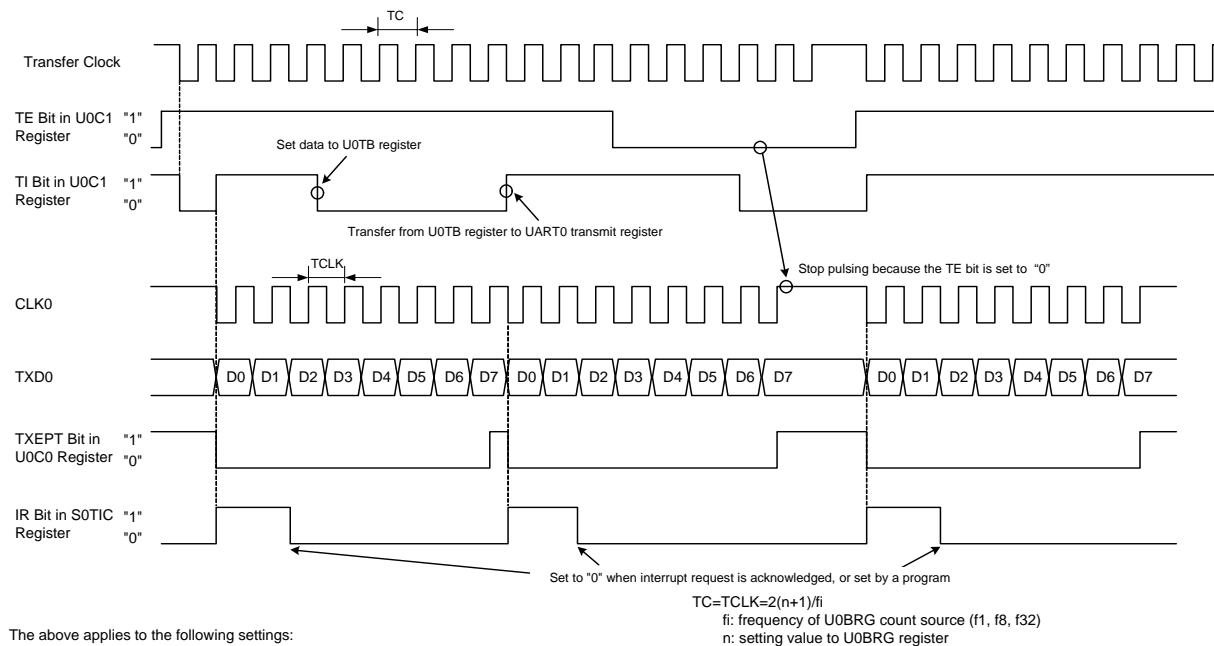 TC
Transfer Clock
TE Bit in U0C1 "1"
Register "0"
Set data to U0TB register
TI Bit in U0C1 "1"
Register "0"
Transfer from U0TB register to UART0 transmit register
TCLK
Stop pulsing because the TE bit is set to “0”
CLK0
TXD0 D0 D1 D2 D3 D4 D5 D6 D7 D0 D1 D2 D3 D4 D5 D6 D7 D0 D1 D2 D3 D4 D5 D6 D7
TXEPT Bit in "1"
U0C0 Register "0"
IR Bit in S0TIC "1"
Register "0"
Set to "0" when interrupt request is acknowledged, or set by a program
TC=TCLK=2(n+1)/fi
fi: frequency of U0BRG count source (f1, f8, f32)
The above applies to the following settings:
n: setting value to U0BRG register